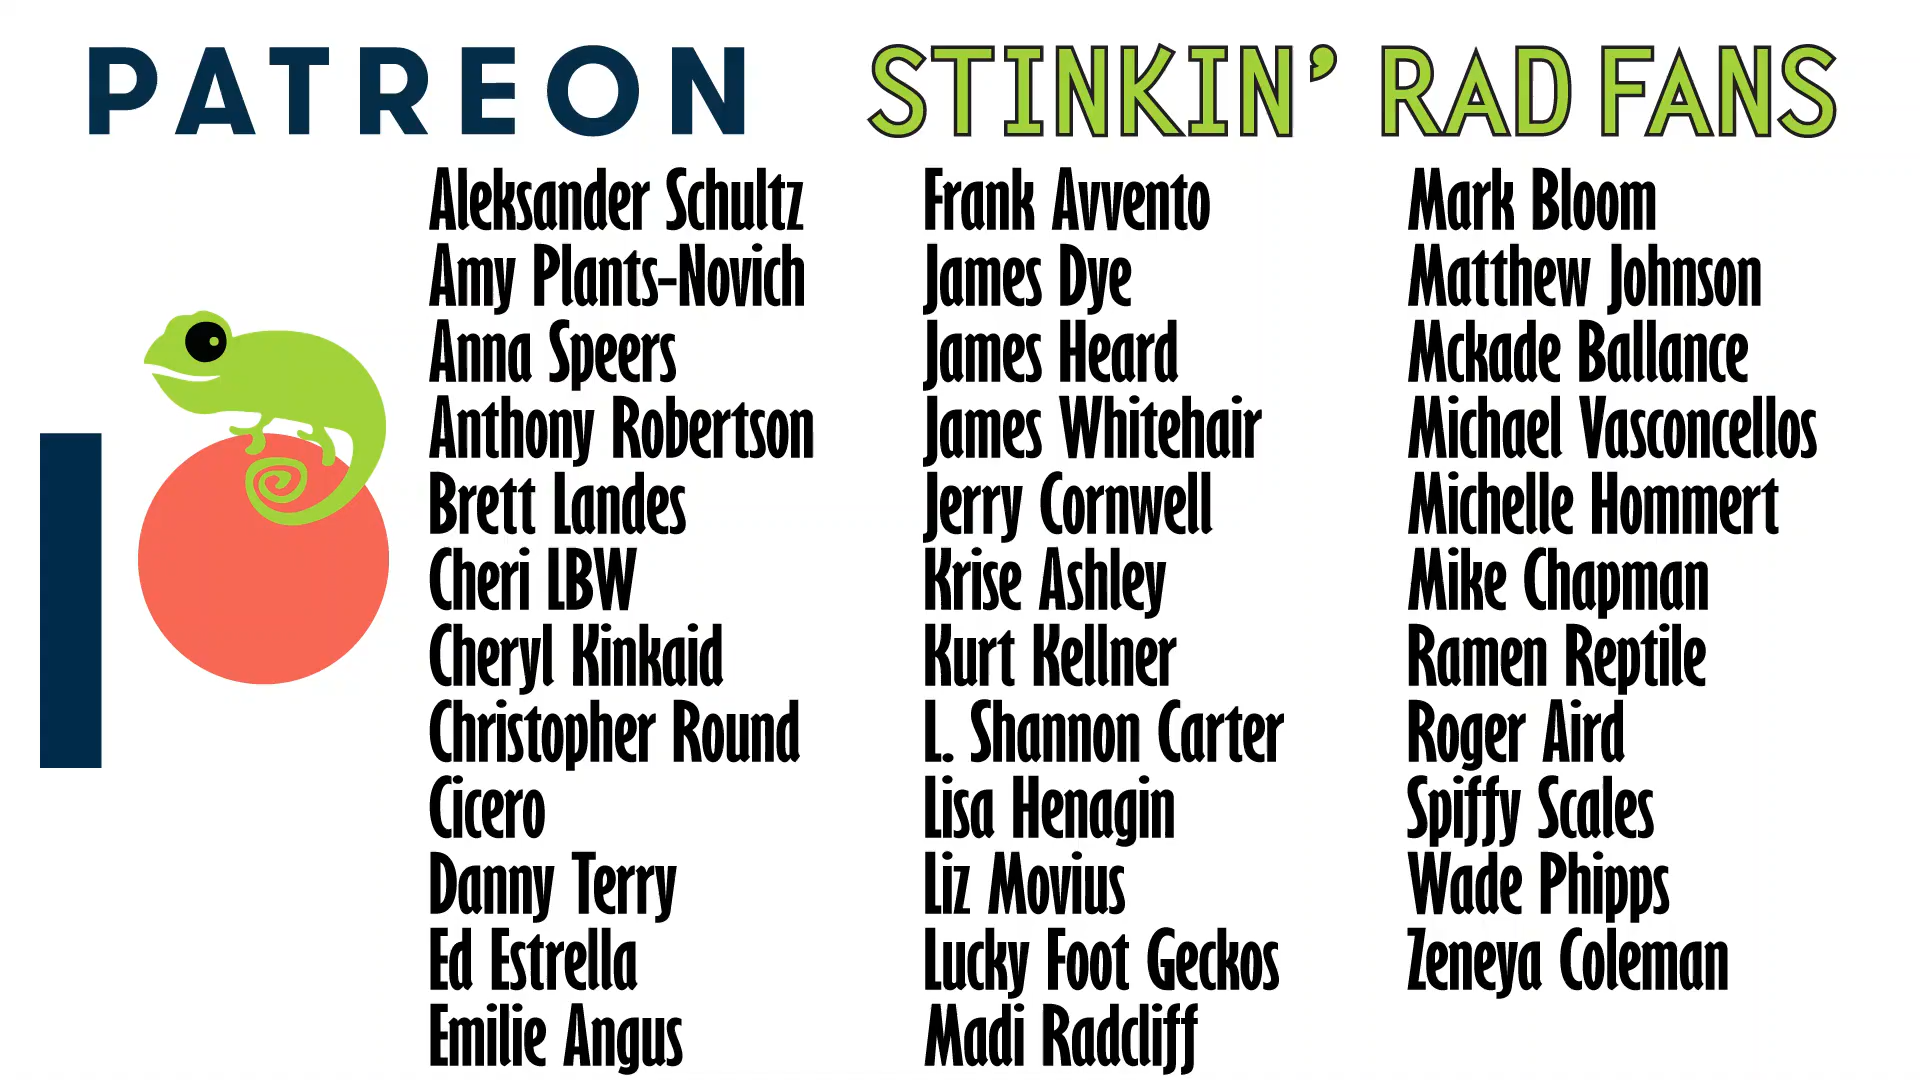 PATREON STINKIN' RAD FANS
Aleksander Schultz
Amy Plants-Novich
Anna Speers
Anthony Robertson
Brett Landes
Cheri LBW
Cheryl Kinkaid
Christopher Round
Cicero
Danny Terry
Ed Estrella
Emilie Angus
Frank Avvento
James Dye
James Heard
James Whitehair
Jerry Cornwell
Krise Ashley
Kurt Kellner
L. Shannon Carter
Lisa Henagin
Liz Movius
Lucky Foot Geckos
Madi Radcliff
Mark Bloom
Matthew Johnson
Mckade Ballance
Michael Vasconcellos
Michelle Hommert
Mike Chapman
Ramen Reptile
Roger Aird
Spiffy Scales
Wade Phipps
Zeneya Coleman